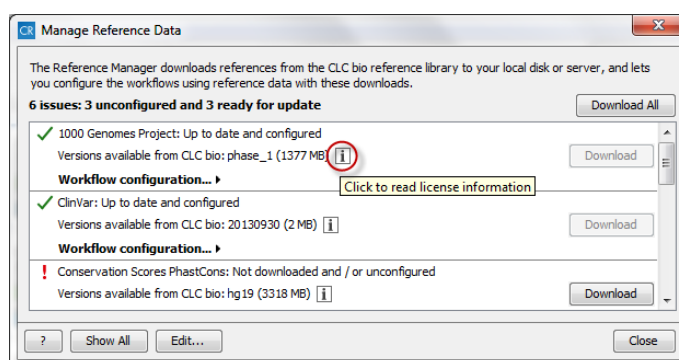 CR Manage Reference Data
The Reference Manager downloads references from the CLC bio reference library to your local disk or server, and lets
you configure the workflows using reference data with these downloads.
6 issues: 3 unconfigured and 3 ready for update
Download All
1000 Genomes Project: Up to date and configured
Versions available from CLC bio: phase_1 (1377 MB) i
Download
Workflow configuration...
Click to read license information
ClinVar: Up to date and configured
Versions available from CLC bio: 20130930 (2 MB) i
Download
Workflow configuration...
! Conservation Scores PhastCons: Not downloaded and / or unconfigured
Versions available from CLC bio: hg19 (3318 MB) i
Download
? Show All Edit... Close